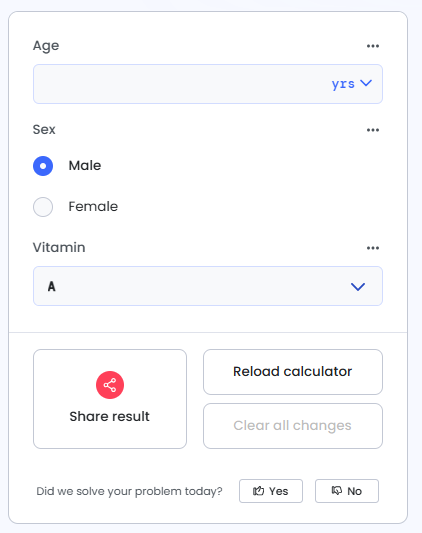 Age
yrs
Sex
Male
Female
Vitamin
A
Share result
Reload calculator
Clear all changes
Did we solve your problem today? Yes No